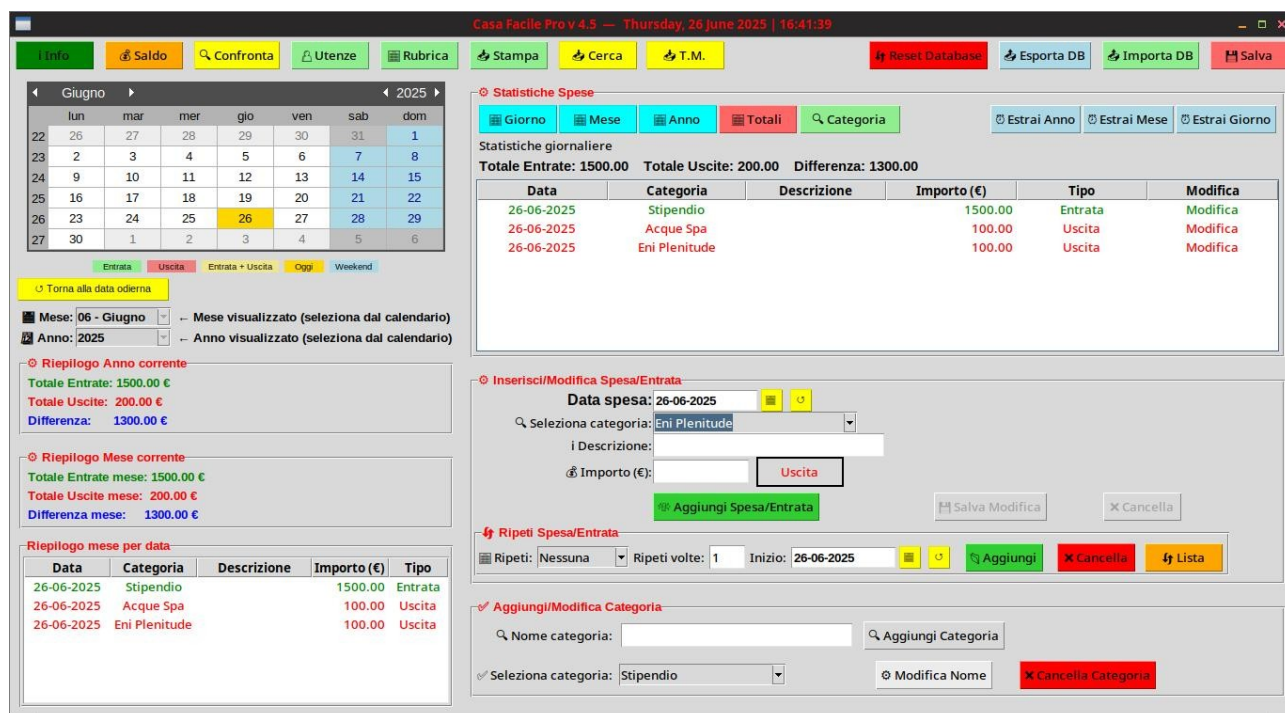 Casa Facile Pro v 4.5 — Thursday, 26 June 2025 | 16:41:39
i Info Saldo Confronta Utenze Rubrica Stampa Cerca T.M. Reset Database Esporta DB Importa DB Salva
Giugno 2025
lun mar mer gio ven sab dom
22 26 27 28 29 30 31 1
23 2 3 4 5 6 7 8
24 9 10 11 12 13 14 15
25 16 17 18 19 20 21 22
26 23 24 25 26 27 28 29
27 30 1 2 3 4 5 6
Entrata Uscita Entrata + Uscita Oggi Weekend
Torna alla data odierna
Mese: 06 - Giugno ← Mese visualizzato (seleziona dal calendario)
Anno: 2025 ← Anno visualizzato (seleziona dal calendario)
Riepilogo Anno corrente
Totale Entrate: 1500.00 €
Totale Uscite: 200.00 €
Differenza: 1300.00 €
Riepilogo Mese corrente
Totale Entrate mese: 1500.00 €
Totale Uscite mese: 200.00 €
Differenza mese: 1300.00 €
Riepilogo mese per data
Data Categoria Descrizione Importo (€) Tipo
26-06-2025 Stipendio 1500.00 Entrata
26-06-2025 Acque Spa 100.00 Uscita
26-06-2025 Eni Plenitude 100.00 Uscita
Statistiche Spese
Giorno Mese Anno Totali Categoria Estrai Anno Estrai Mese Estrai Giorno
Statistiche giornaliere
Totale Entrate: 1500.00 Totale Uscite: 200.00 Differenza: 1300.00
Data Categoria Descrizione Importo (€) Tipo Modifica
26-06-2025 Stipendio 1500.00 Entrata Modifica
26-06-2025 Acque Spa 100.00 Uscita Modifica
26-06-2025 Eni Plenitude 100.00 Uscita Modifica
Inserisci/Modifica Spesa/Entrata
Data spesa: 26-06-2025
Seleziona categoria: Eni Plenitude
i Descrizione:
Importo (€): Uscita
Aggiungi Spesa/Entrata Salva Modifica Cancella
Ripeti Spesa/Entrata
Ripeti: Nessuna Ripeti volte: 1 Inizio: 26-06-2025 Aggiungi Cancella Lista
Aggiungi/Modifica Categoria
Nome categoria: Aggiungi Categoria
Seleziona categoria: Stipendio Modifica Nome Cancella Categoria